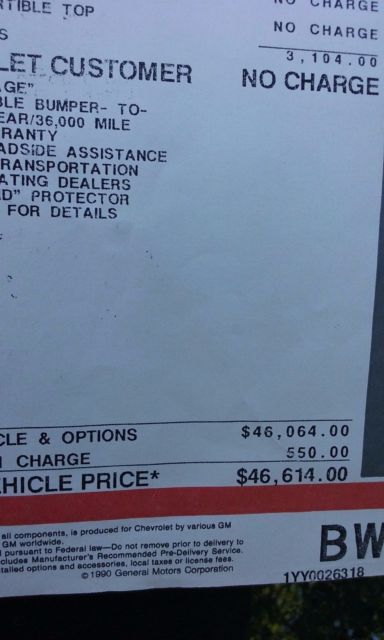 TIBLE TOP
NO CHARGE
S
NO CHARGE
3,104.00
LET CUSTOMER NO CHARGE
GE"
BLE BUMPER- TO-
EAR/36,000 MILE
RANTY
ADSIDE ASSISTANCE
RANSPORTATION
ATING DEALERS
D" PROTECTOR
FOR DETAILS
CLE & OPTIONS $46,064.00
CHARGE 550.00
HICLE PRICE* $46,614.00
all components, is produced for Chevrolet by various GM
GM worldwide.
pursuant to Federal law—Do not remove prior to delivery to
cludes Manufacturer's Recommended Pre-Delivery Service.
talled options and accessories, local taxes or license fees.
© 1990 General Motors Corporation
BW
1YY0026318